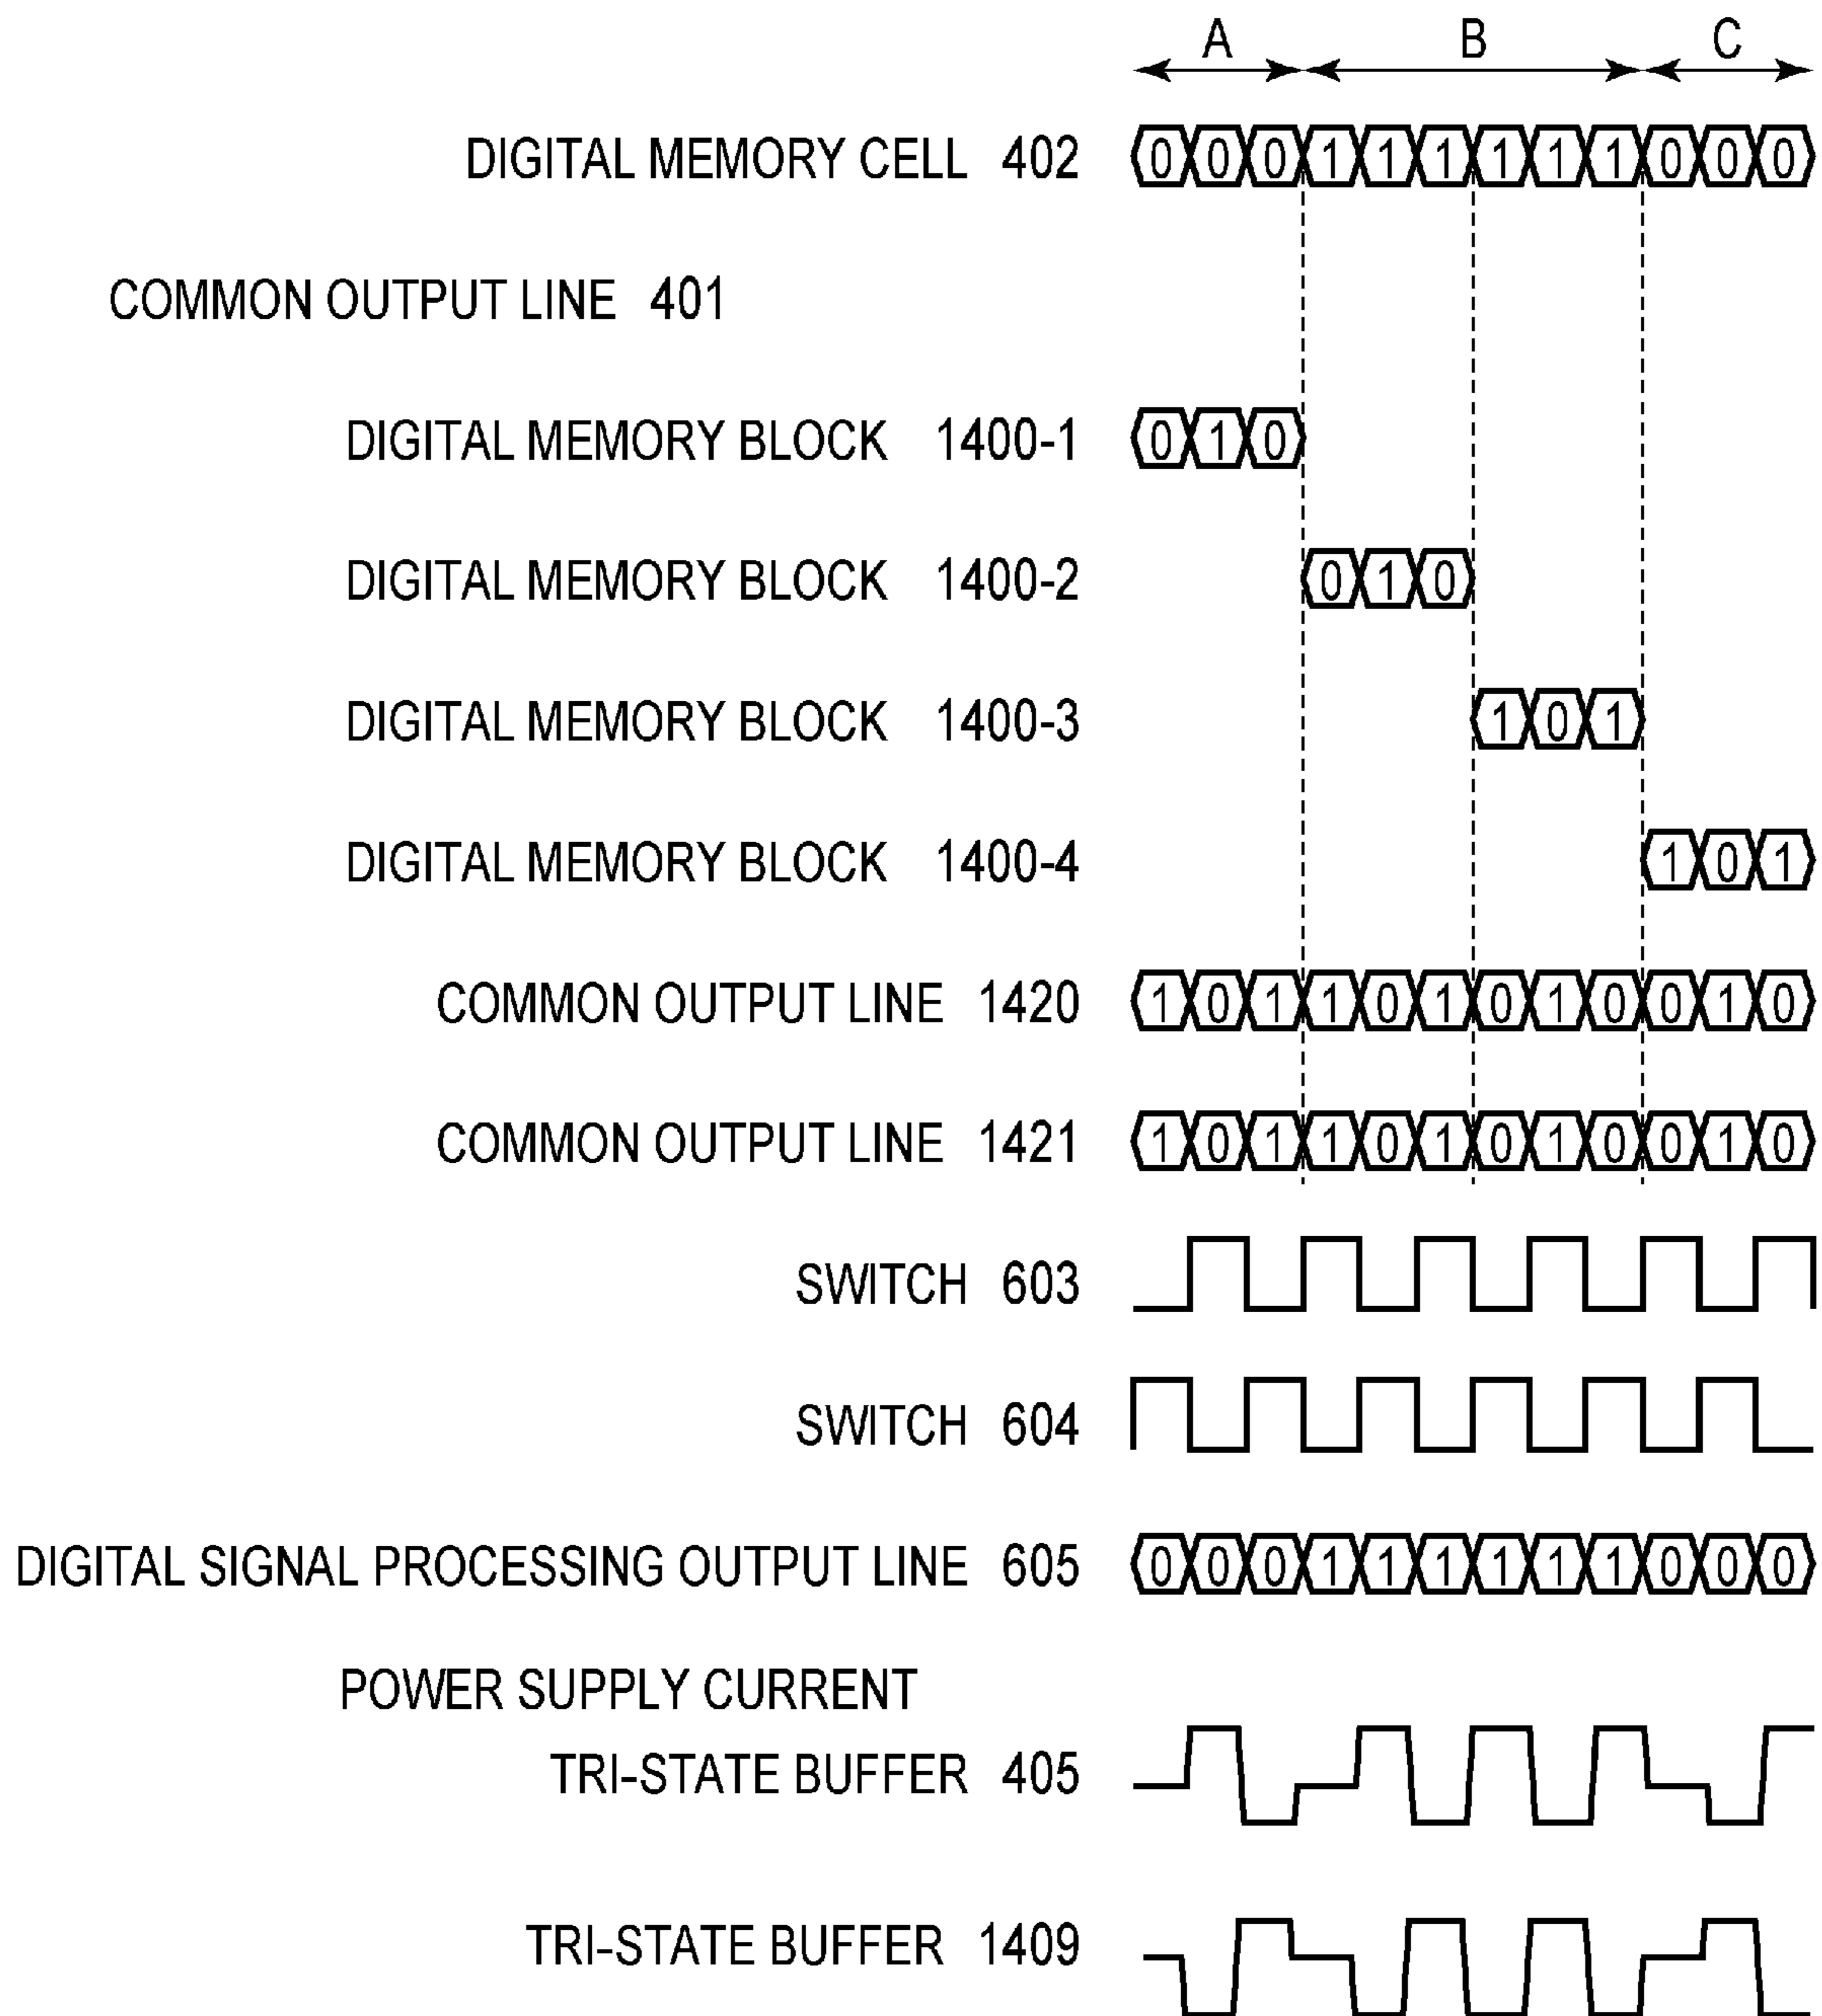 A B C
DIGITAL MEMORY CELL 402 0 0 0 1 1 1 1 1 1 0 0 0
COMMON OUTPUT LINE 401
DIGITAL MEMORY BLOCK 1400-1 0 1 0
DIGITAL MEMORY BLOCK 1400-2 0 1 0
DIGITAL MEMORY BLOCK 1400-3 1 0 1
DIGITAL MEMORY BLOCK 1400-4 1 0 1
COMMON OUTPUT LINE 1420 1 0 1 1 0 1 0 1 0 0 1 0
COMMON OUTPUT LINE 1421 1 0 1 1 0 1 0 1 0 0 1 0
SWITCH 603
SWITCH 604
DIGITAL SIGNAL PROCESSING OUTPUT LINE 605 0 0 0 1 1 1 1 1 1 0 0 0
POWER SUPPLY CURRENT
TRI-STATE BUFFER 405
TRI-STATE BUFFER 1409